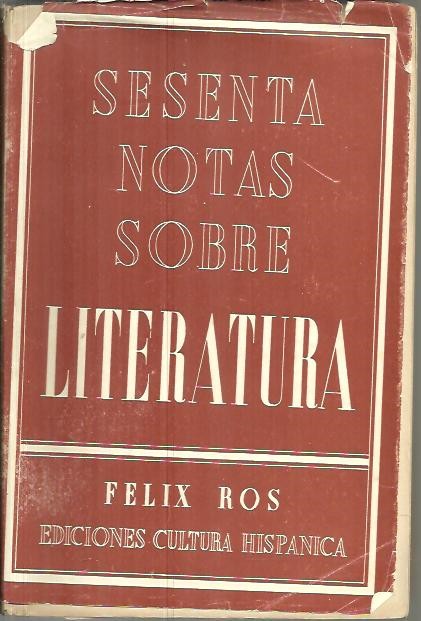 SESENTA
NOTAS
SOBRE
LITERATURA
FELIX ROS
EDICIONES CULTURA HISPANICA